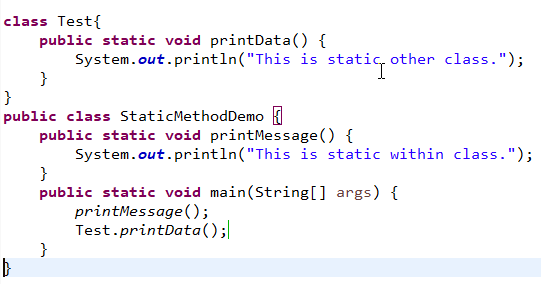 class Test{
    public static void printData() {
        System.out.println("This is static other class.");
    }
}
public class StaticMethodDemo {
    public static void printMessage() {
        System.out.println("This is static within class.");
    }
    public static void main(String[] args) {
        printMessage();
        Test.printData();
    }
}